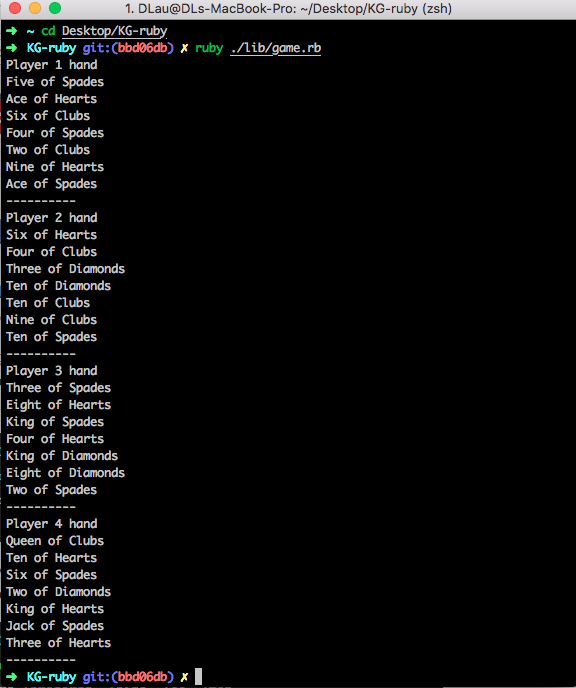 1. DLau@DLs-MacBook-Pro: ~/Desktop/KG-ruby (zsh)
➜ ~ cd Desktop/KG-ruby
➜ KG-ruby git:(bbd06db) ✗ ruby ./lib/game.rb
Player 1 hand
Five of Spades
Ace of Hearts
Six of Clubs
Four of Spades
Two of Clubs
Nine of Hearts
Ace of Spades
----------
Player 2 hand
Six of Hearts
Four of Clubs
Three of Diamonds
Ten of Diamonds
Ten of Clubs
Nine of Clubs
Ten of Spades
----------
Player 3 hand
Three of Spades
Eight of Hearts
King of Spades
Four of Hearts
King of Diamonds
Eight of Diamonds
Two of Spades
----------
Player 4 hand
Queen of Clubs
Ten of Hearts
Six of Spades
Two of Diamonds
King of Hearts
Jack of Spades
Three of Hearts
----------
➜ KG-ruby git:(bbd06db) ✗